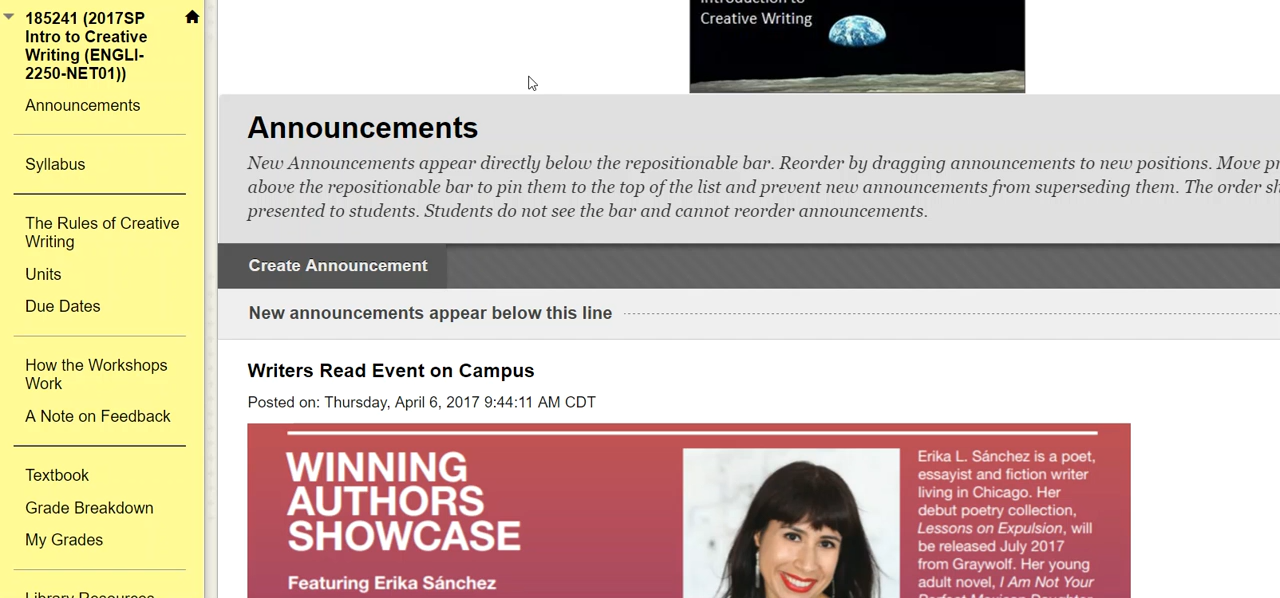 185241 (2017SP
Intro to Creative
Writing (ENGLI-
2250-NET01))
Announcements
Syllabus
The Rules of Creative
Writing
Units
Due Dates
How the Workshops
Work
A Note on Feedback
Textbook
Grade Breakdown
My Grades
Library Resources
Introduction to
Creative Writing
Announcements
New Announcements appear directly below the repositionable bar. Reorder by dragging announcements to new positions. Move
above the repositionable bar to pin them to the top of the list and prevent new announcements from superseding them. The order
presented to students. Students do not see the bar and cannot reorder announcements.
Create Announcement
New announcements appear below this line
Writers Read Event on Campus
Posted on: Thursday, April 6, 2017 9:44:11 AM CDT
WINNING
AUTHORS
SHOWCASE
Featuring Erika Sánchez
Erika L. Sánchez is a poet,
essayist and fiction writer
living in Chicago. Her
debut poetry collection,
Lessons on Expulsion, will
be released July 2017
from Graywolf. Her young
adult novel, I Am Not Your
Perfect Mexican Daughter